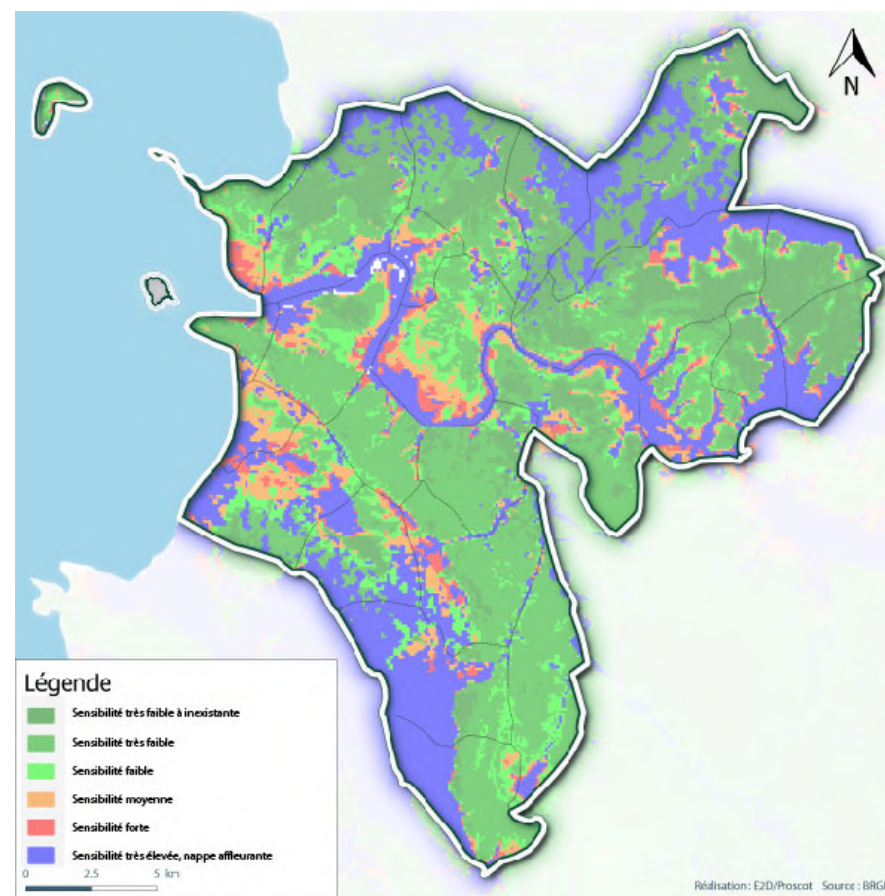 N
Légende
Sensibilité très faible à inexistante
Sensibilité très faible
Sensibilité faible
Sensibilité moyenne
Sensibilité forte
Sensibilité très élevée, nappe affleurante
0 2.5 5 km
Réalisation : E2D/Proscot Source : BRG